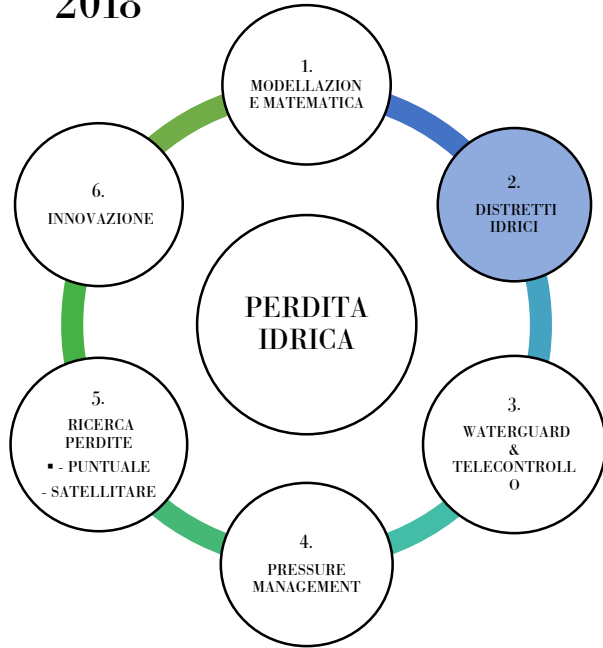 2018
1.
MODELLAZION
E MATEMATICA
2.
DISTRETTI
IDRICI
3.
WATERGUARD
&
TELECONTROLL
O
4.
PRESSURE
MANAGEMENT
5.
RICERCA
PERDITE
▪ - PUNTUALE
- SATELLITARE
6.
INNOVAZIONE
PERDITA
IDRICA